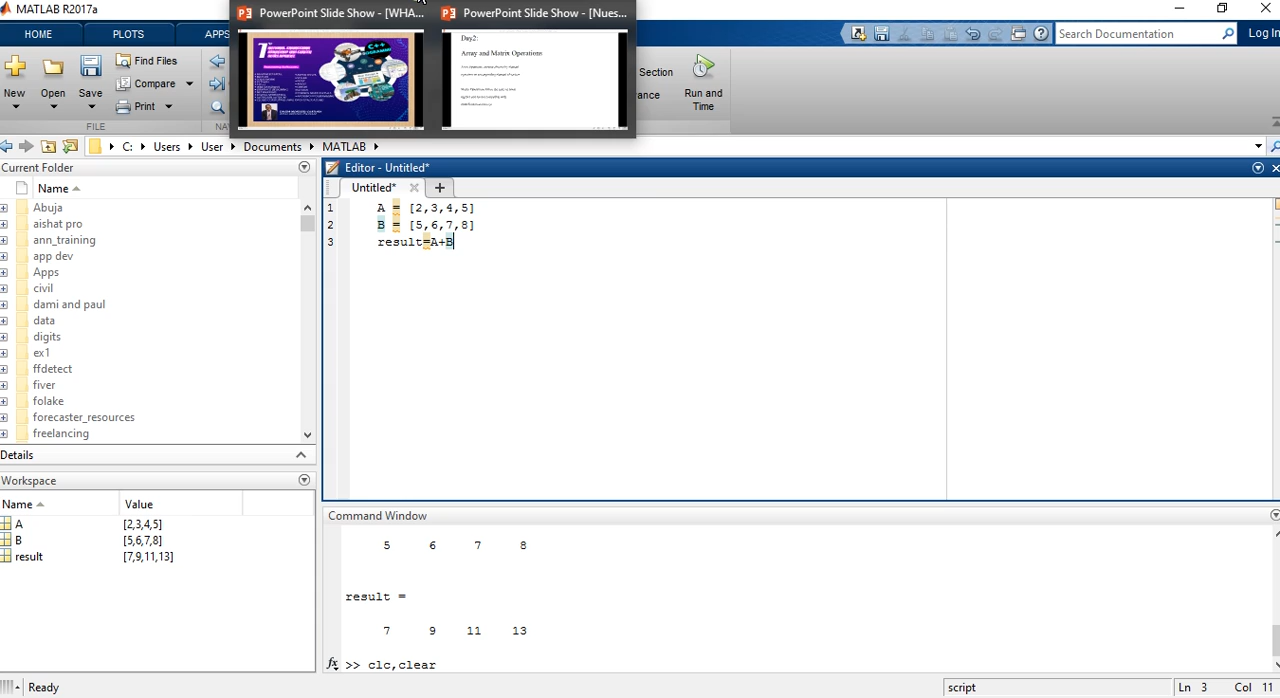 MATLAB R2017a
PowerPoint Slide Show - [WHA...
PowerPoint Slide Show - [Nues...
HOME
PLOTS
APPS
Search Documentation
Log In
C++
Day2:
Array and Matrix Operations
New
Open
Save
Find Files
Compare
Print
FILE
NA
Section
ance
Run and
Time
C: Users User Documents MATLAB
Current Folder
Name
Abuja
aishat pro
ann_training
app dev
Apps
civil
dami and paul
data
digits
ex1
ffdetect
fiver
folake
forecaster_resources
freelancing
Details
Workspace
Name Value
A [2,3,4,5]
B [5,6,7,8]
result [7,9,11,13]
Editor - Untitled*
Untitled*
1 A = [2,3,4,5]
2 B = [5,6,7,8]
3 result=A+B
Command Window
5 6 7 8
result =
7 9 11 13
fx >> clc,clear
Ready
script
Ln 3 Col 11